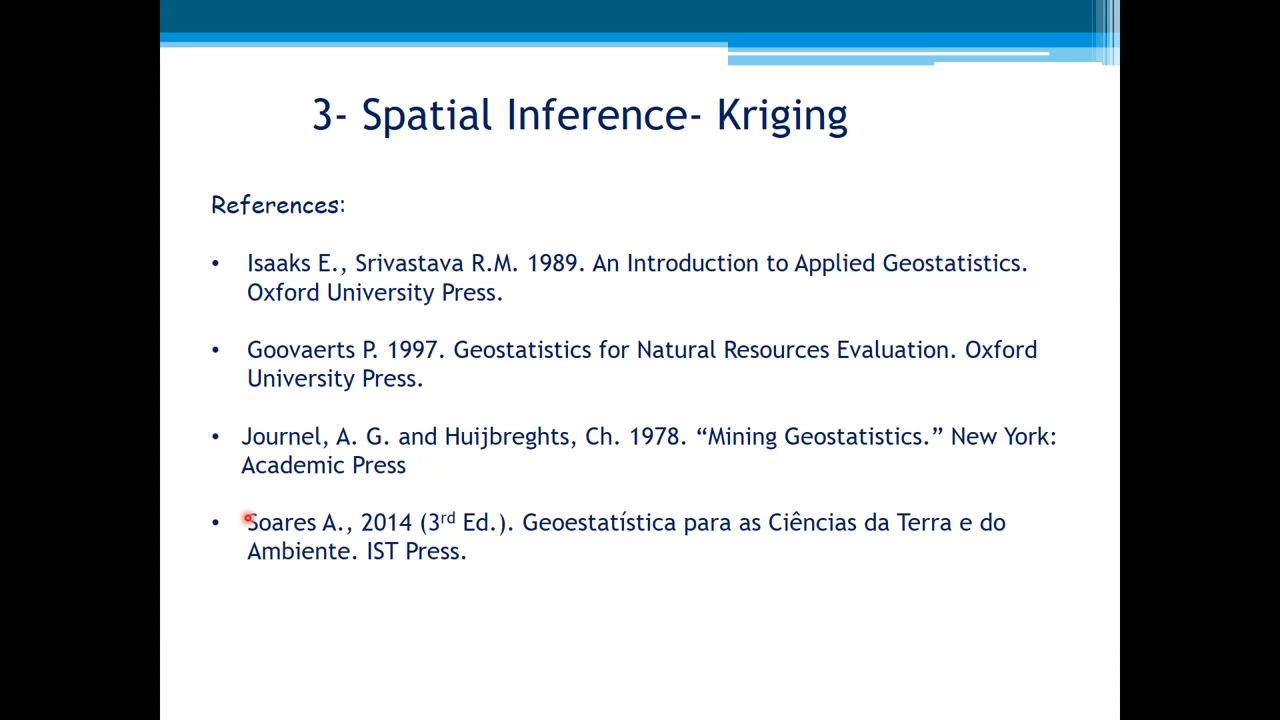 3- Spatial Inference- Kriging
References:
• Isaaks E., Srivastava R.M. 1989. An Introduction to Applied Geostatistics.
Oxford University Press.
• Goovaerts P. 1997. Geostatistics for Natural Resources Evaluation. Oxford
University Press.
• Journel, A. G. and Huijbreghts, Ch. 1978. “Mining Geostatistics.” New York:
Academic Press
• Soares A., 2014 (3rd Ed.). Geoestatística para as Ciências da Terra e do
Ambiente. IST Press.